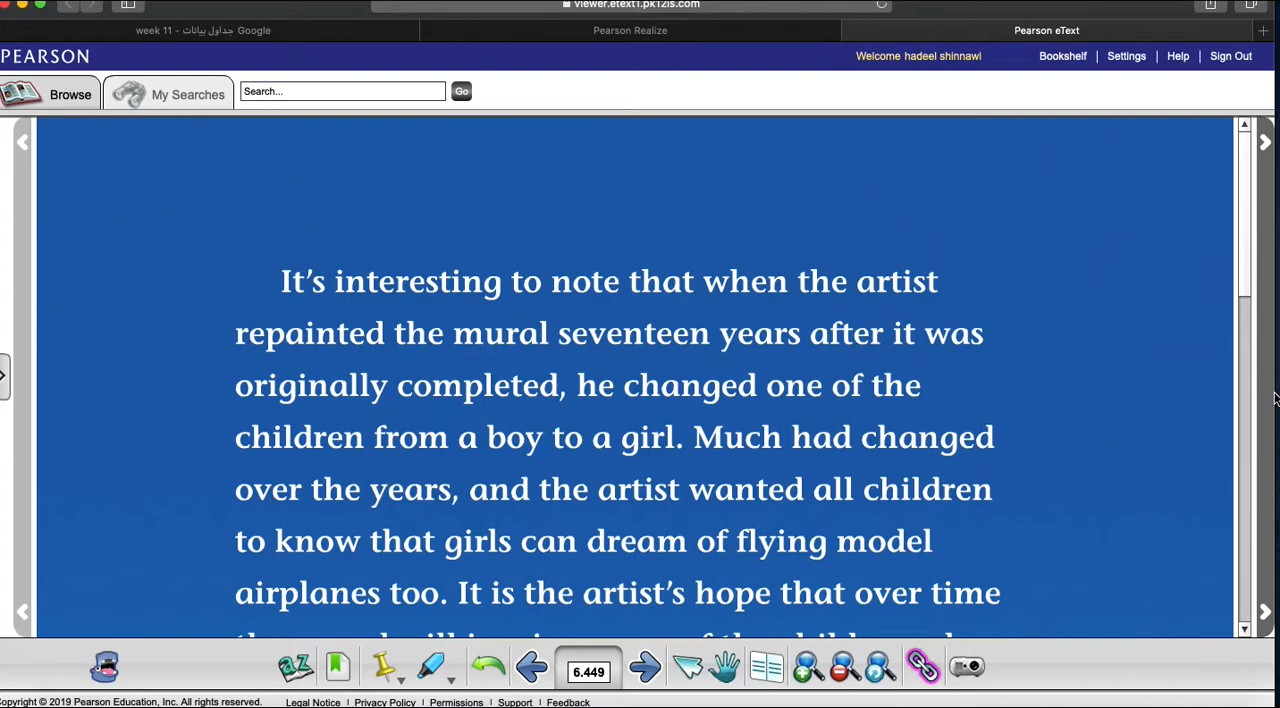 viewer.etext1.pk12ls.com
week 11 - جداول بيانات Google
Pearson Realize
Pearson eText
PEARSON
Welcome hadeel shinnawi
Bookshelf | Settings | Help | Sign Out
Browse
My Searches
Search...
Go
It's interesting to note that when the artist
repainted the mural seventeen years after it was
originally completed, he changed one of the
children from a boy to a girl. Much had changed
over the years, and the artist wanted all children
to know that girls can dream of flying model
airplanes too. It is the artist's hope that over time
6.449
opyright © 2019 Pearson Education, Inc. All rights reserved.
Legal Notice | Privacy Policy | Permissions | Support | Feedback